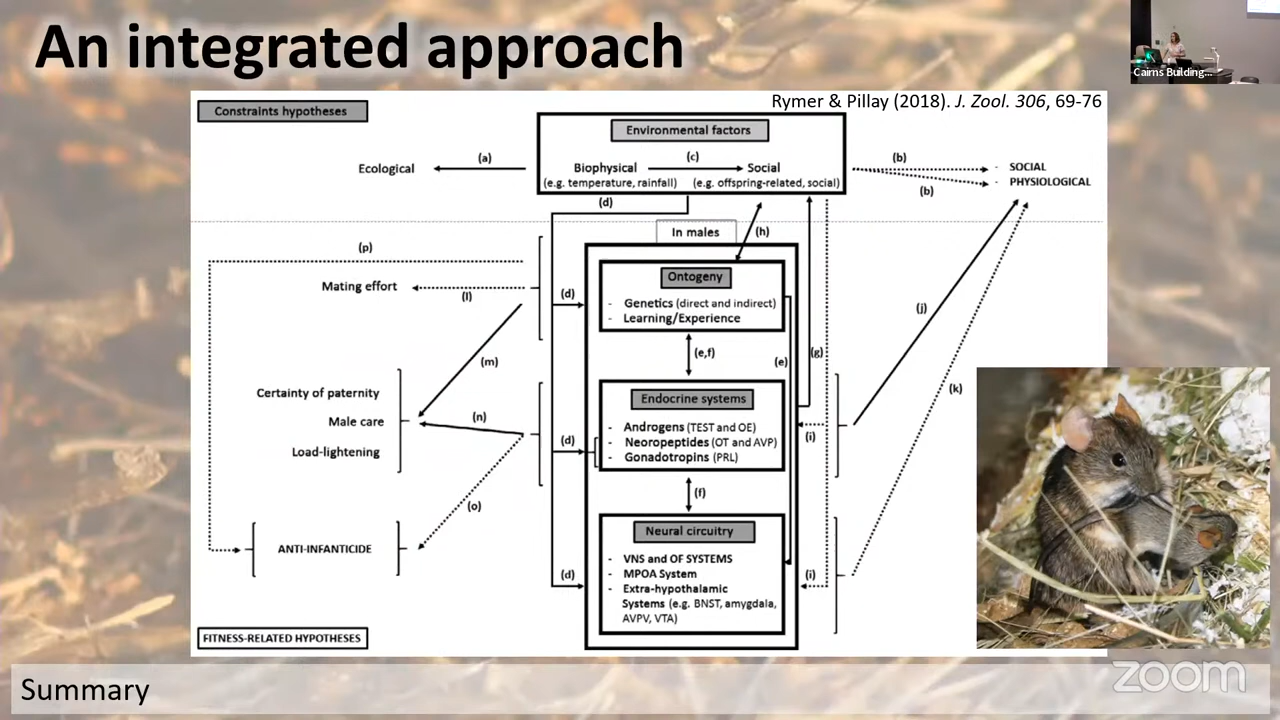 An integrated approach
Cairns Building...
Rymer & Pillay (2018). J. Zool. 306, 69-76
Constraints hypotheses
Environmental factors
Ecological
(a)
Biophysical
(c)
Social
(e.g. temperature, rainfall)
(e.g. offspring-related, social)
(b)
(b)
- SOCIAL
- PHYSIOLOGICAL
(d)
In males
(h)
(p)
Mating effort
(l)
(d)
Ontogeny
- Genetics (direct and indirect)
- Learning/Experience
(j)
(m)
(e,f)
(e)
(g)
(k)
Certainty of paternity
Male care
Load-lightening
(n)
(d)
Endocrine systems
- Androgens (TEST and OE)
- Neoropeptides (OT and AVP)
- Gonadotropins (PRL)
(i)
(f)
(o)
ANTI-INFANTICIDE
(d)
Neural circuitry
- VNS and OF SYSTEMS
- MPOA System
- Extra-hypothalamic
Systems (e.g. BNST, amygdala,
AVPV, VTA)
(i)
FITNESS-RELATED HYPOTHESES
Summary
zoom